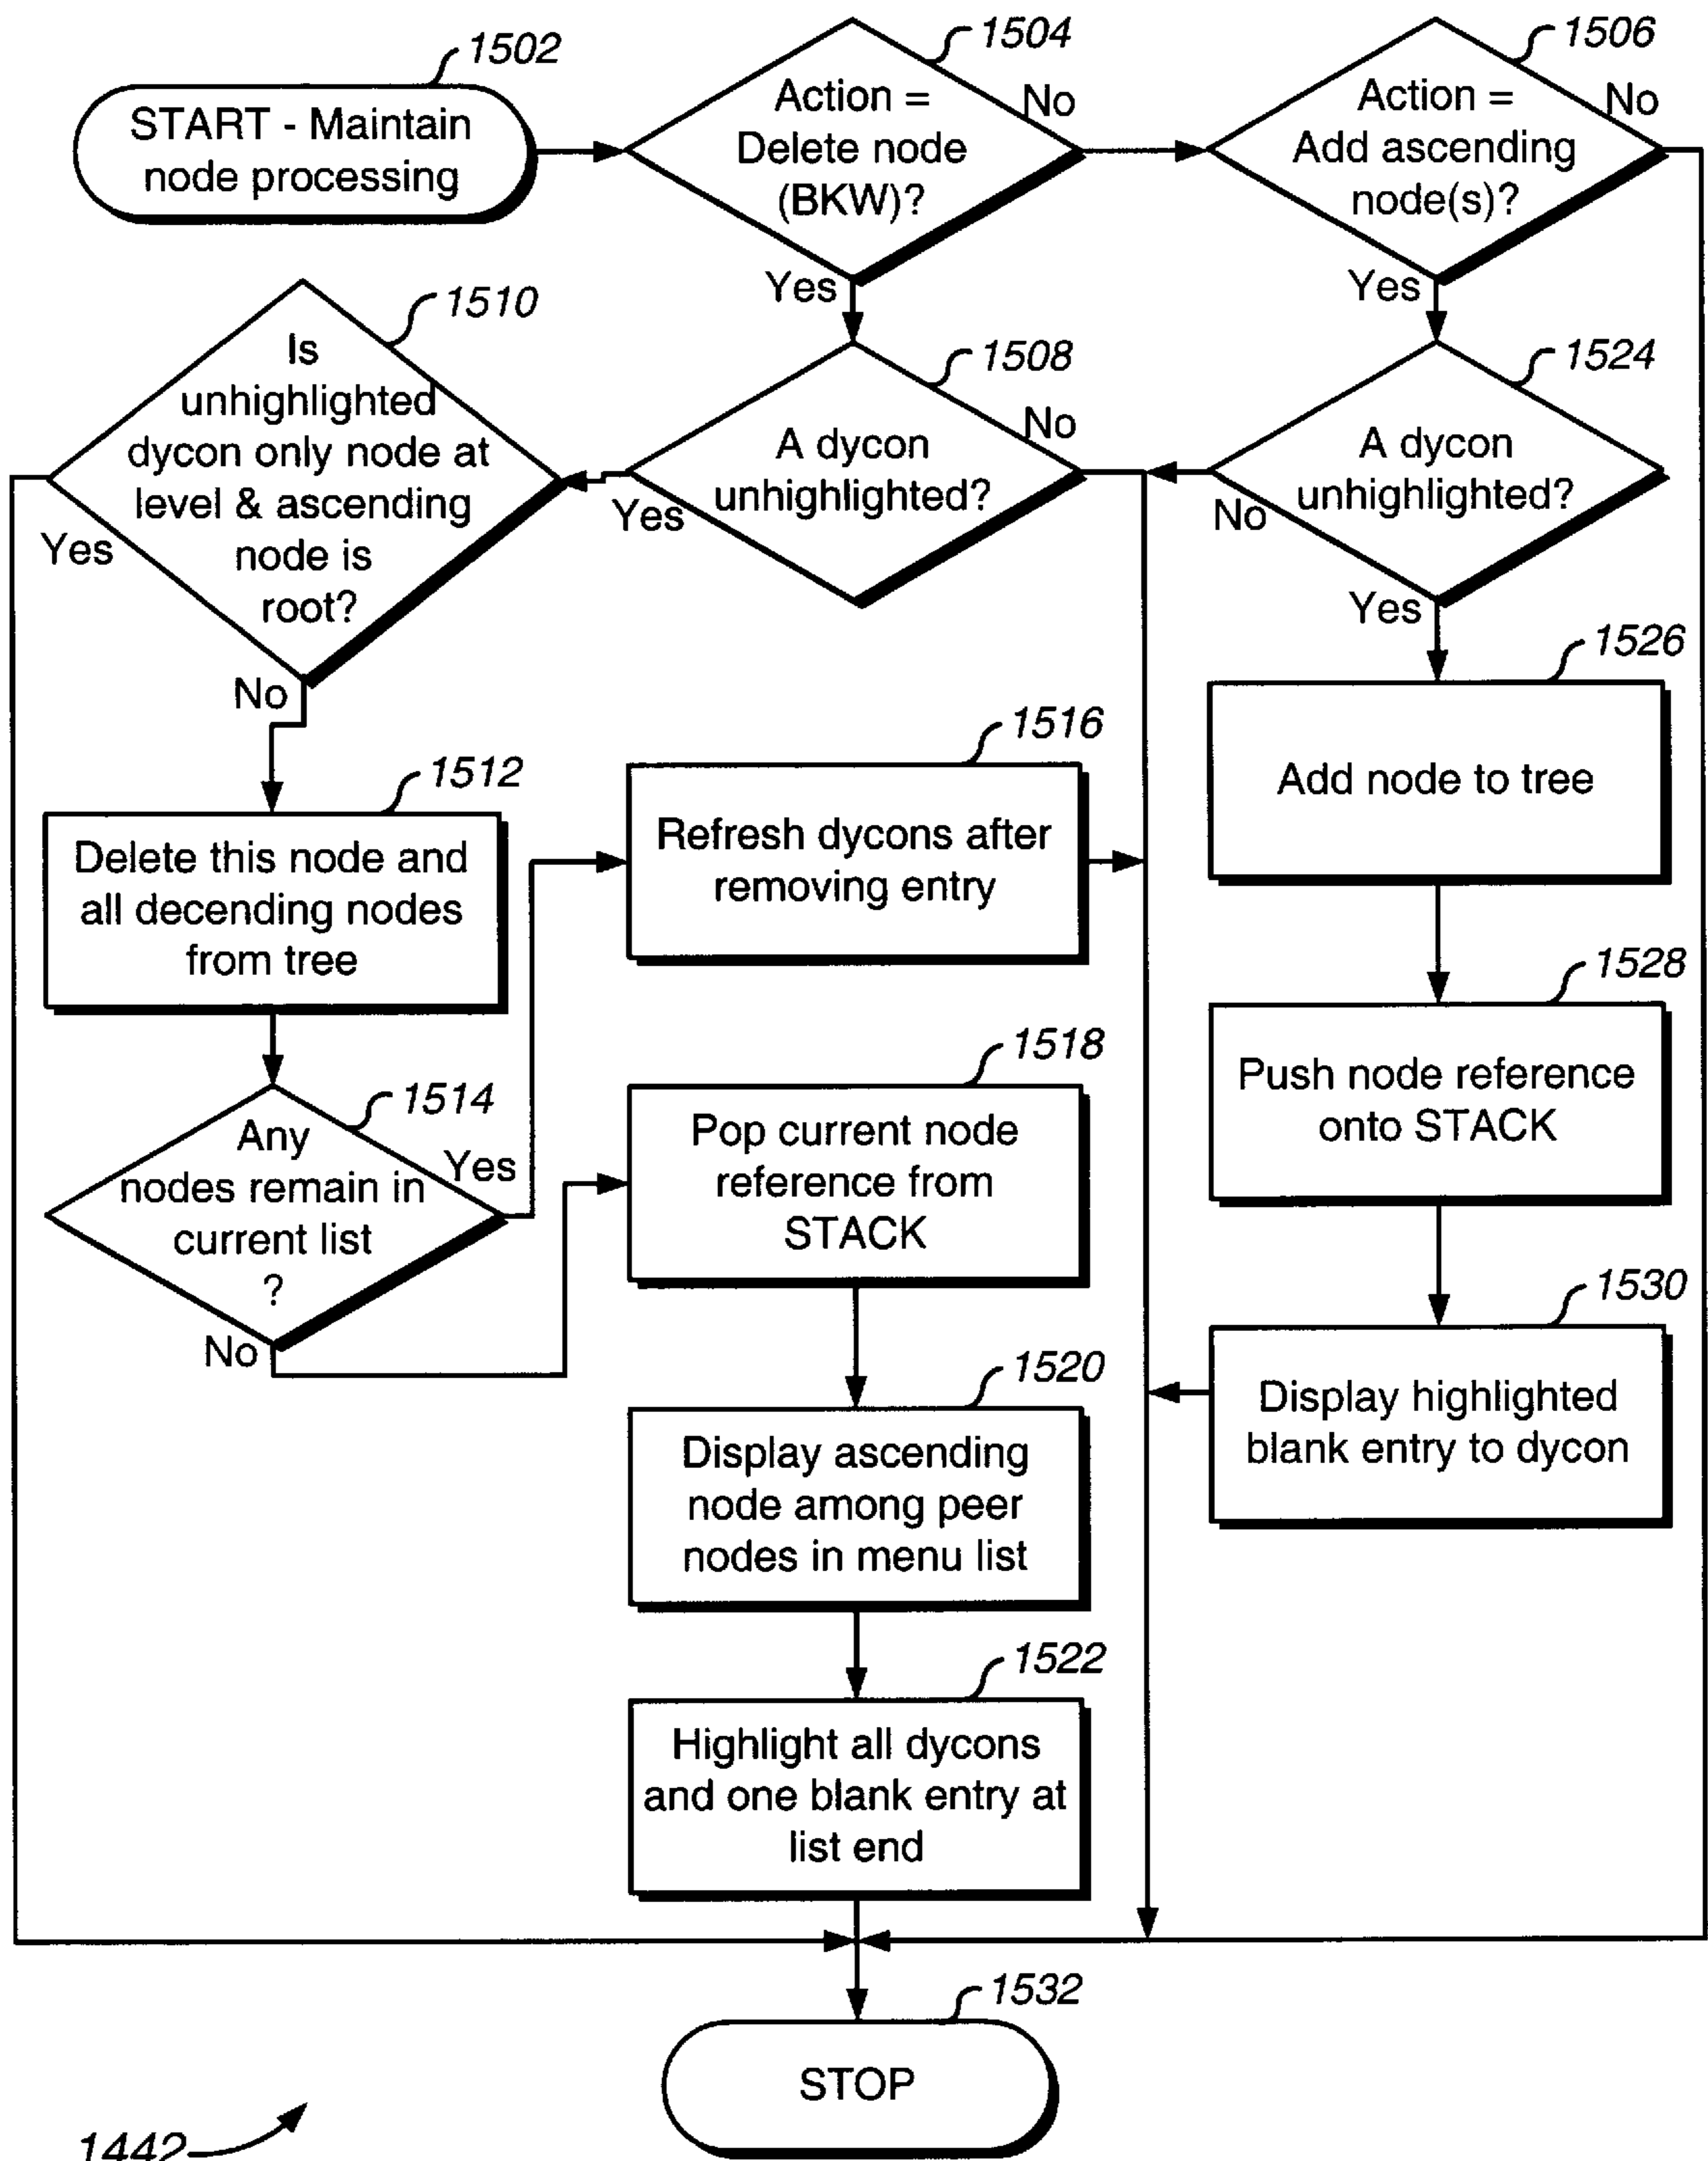 1502
START - Maintain
node processing
1504
Action =
Delete node
(BKW)?
No
Yes
1506
Action =
Add ascending
node(s)?
No
Yes
1510
Is
unhighlighted
dycon only node at
level & ascending
node is
root?
Yes
No
1508
A dycon
unhighlighted?
No
Yes
1524
A dycon
unhighlighted?
No
Yes
1526
Add node to tree
1512
Delete this node and
all decending nodes
from tree
1516
Refresh dycons after
removing entry
1528
Push node reference
onto STACK
1514
Any
nodes remain in
current list
?
Yes
No
1518
Pop current node
reference from
STACK
1530
Display highlighted
blank entry to dycon
1520
Display ascending
node among peer
nodes in menu list
1522
Highlight all dycons
and one blank entry at
list end
1532
STOP
1442